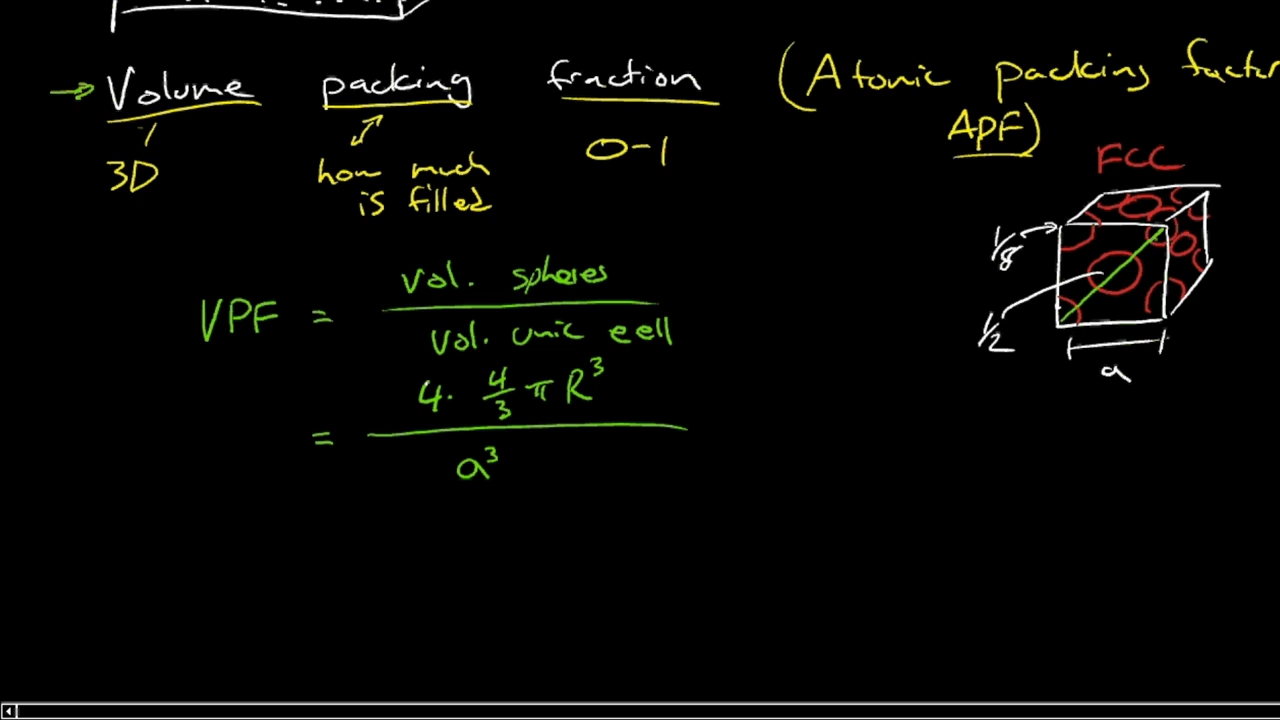 Volume packing fraction (Atomic packing factor
APF)
3D
how much
is filled
0-1
FCC
1/8
1/2
a
VPF = vol. spheres
vol. unit cell
= 4 · 4/3 π R³
a³